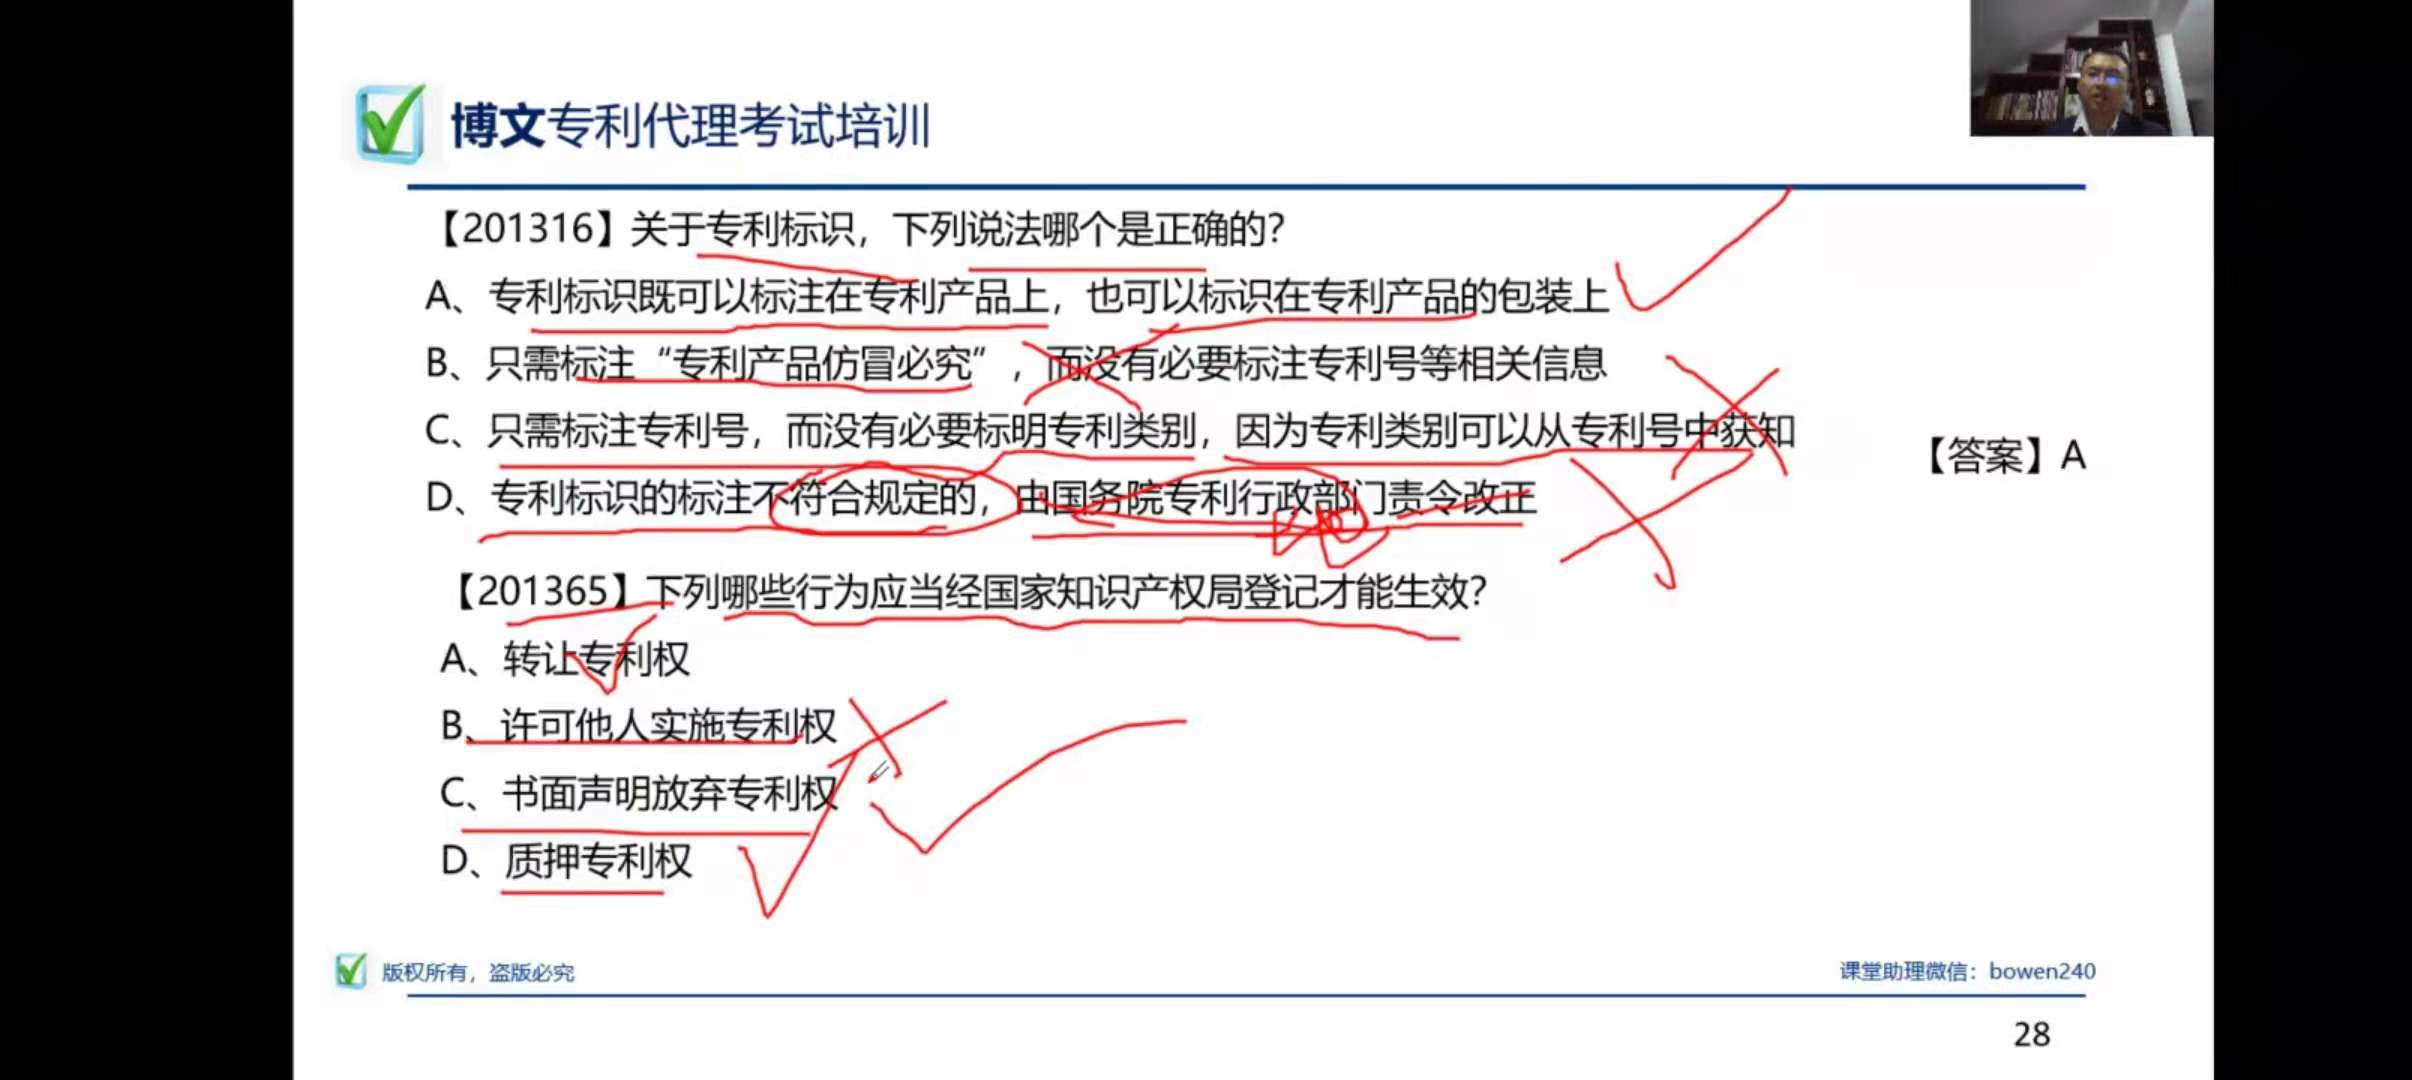 博文专利代理考试培训
【201316】关于专利标识，下列说法哪个是正确的？
A、专利标识既可以标注在专利产品上，也可以标识在专利产品的包装上
B、只需标注“专利产品仿冒必究”，而没有必要标注专利号等相关信息
C、只需标注专利号，而没有必要标明专利类别，因为专利类别可以从专利号中获知
【答案】A
D、专利标识的标注不符合规定的，由国务院专利行政部门责令改正
【201365】下列哪些行为应当经国家知识产权局登记才能生效？
A、转让专利权
B、许可他人实施专利权
C、书面声明放弃专利权
D、质押专利权
版权所有，盗版必究
课堂助理微信：bowen240
28